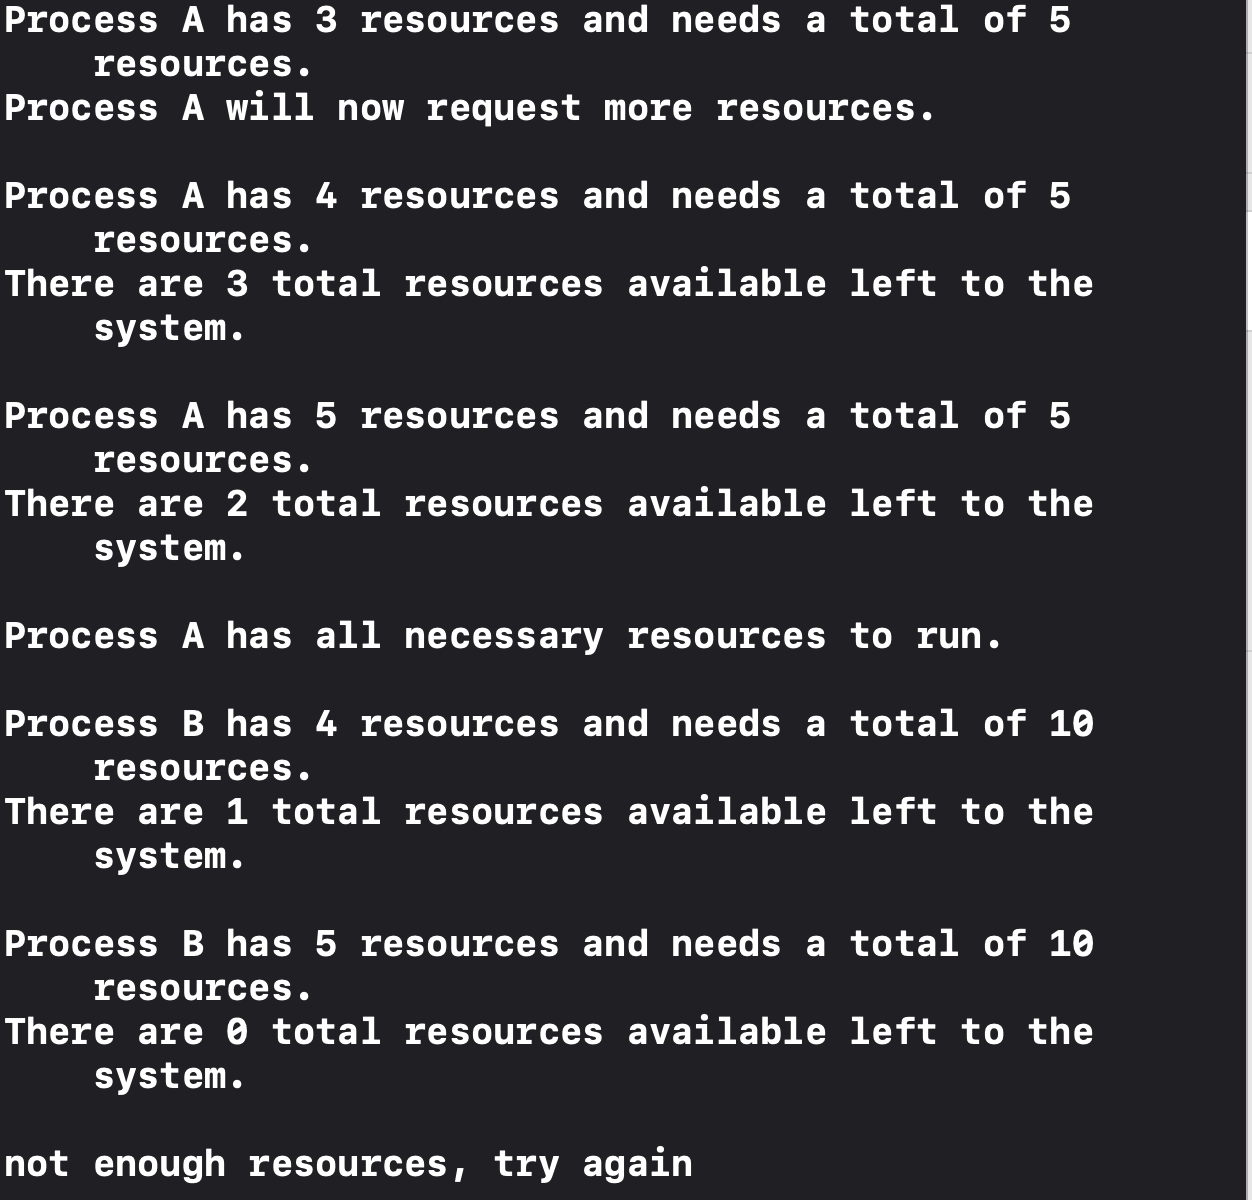 Process A has 3 resources and needs a total of 5
resources.
Process A will now request more resources.
Process A has 4 resources and needs a total of 5
resources.
There are 3 total resources available left to the
system.
Process A has 5 resources and needs a total of 5
resources.
There are 2 total resources available left to the
system.
Process A has all necessary resources to run.
Process B has 4 resources and needs a total of 10
resources.
There are 1 total resources available left to the
system.
Process B has 5 resources and needs a total of 10
resources.
There are 0 total resources available left to the
system.
not enough resources, try again